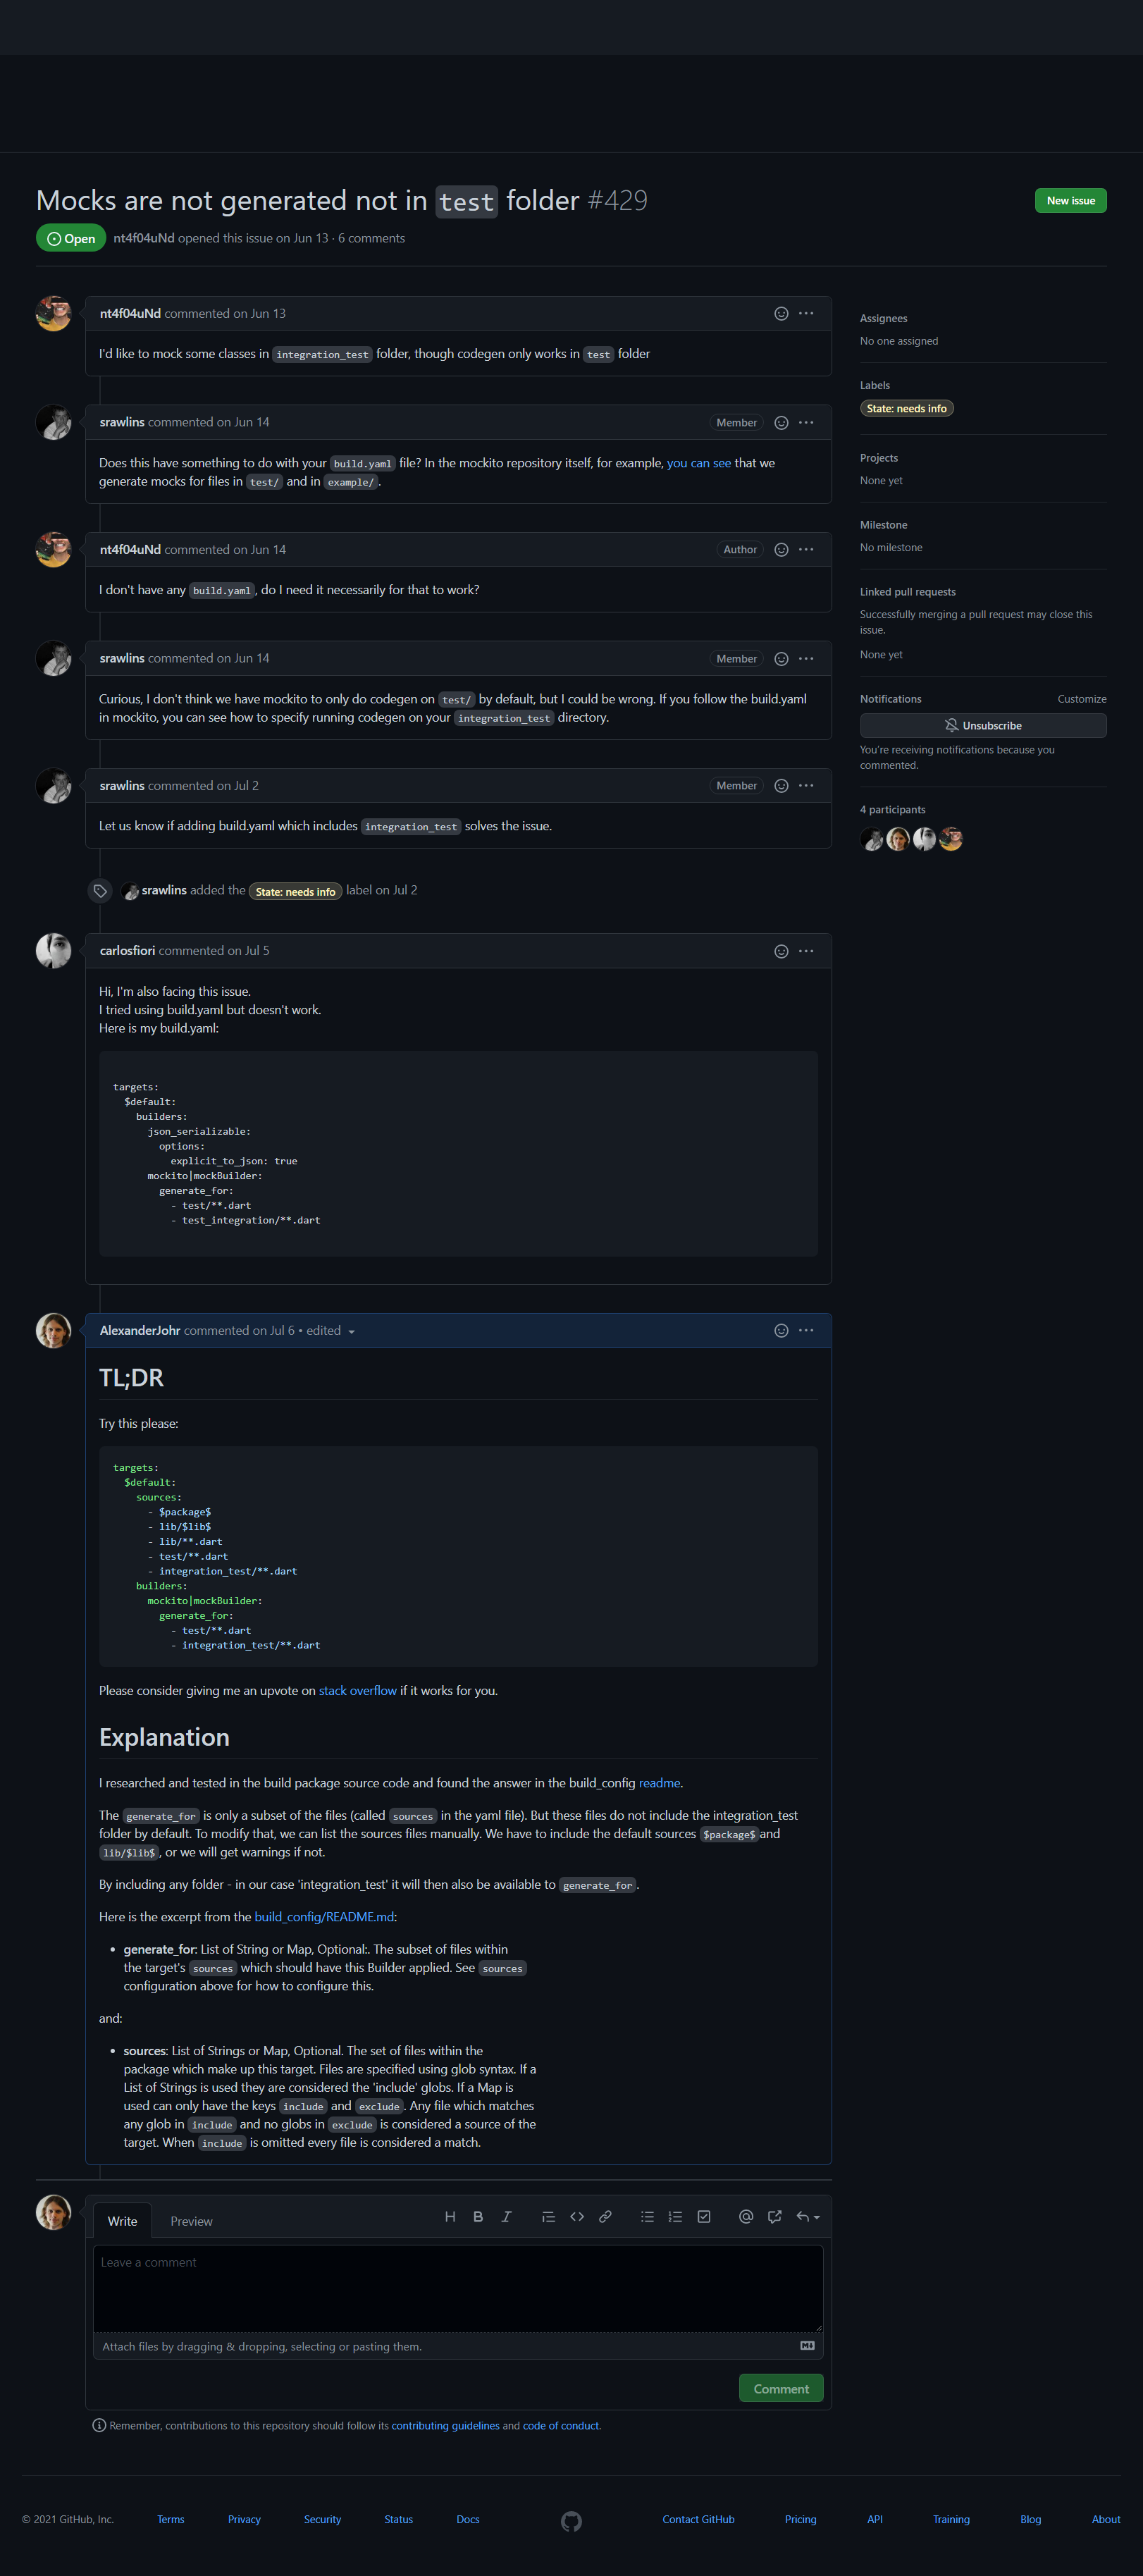 Mocks are not generated not in test folder #429
New issue
Open
nt4f04uNd opened this issue on Jun 13 · 6 comments
nt4f04uNd commented on Jun 13
I'd like to mock some classes in integration_test folder, though codegen only works in test folder
srawlins commented on Jun 14
Member
Does this have something to do with your build.yaml file? In the mockito repository itself, for example, you can see that we
generate mocks for files in test/ and in example/.
nt4f04uNd commented on Jun 14
Author
I don't have any build.yaml, do I need it necessarily for that to work?
srawlins commented on Jun 14
Member
Curious, I don't think we have mockito to only do codegen on test/ by default, but I could be wrong. If you follow the build.yaml
in mockito, you can see how to specify running codegen on your integration_test directory.
srawlins commented on Jul 2
Member
Let us know if adding build.yaml which includes integration_test solves the issue.
srawlins added the State: needs info label on Jul 2
carlosfiori commented on Jul 5
Hi, I'm also facing this issue.
I tried using build.yaml but doesn't work.
Here is my build.yaml:
targets:
  $default:
    builders:
      json_serializable:
        options:
          explicit_to_json: true
      mockito|mockBuilder:
        generate_for:
          - test/**.dart
          - test_integration/**.dart
AlexanderJohr commented on Jul 6 • edited
TL;DR
Try this please:
targets:
  $default:
    sources:
      - $package$
      - lib/$lib$
      - lib/**.dart
      - test/**.dart
      - integration_test/**.dart
    builders:
      mockito|mockBuilder:
        generate_for:
          - test/**.dart
          - integration_test/**.dart
Please consider giving me an upvote on stack overflow if it works for you.
Explanation
I researched and tested in the build package source code and found the answer in the build_config readme.
The generate_for is only a subset of the files (called sources in the yaml file). But these files do not include the integration_test
folder by default. To modify that, we can list the sources files manually. We have to include the default sources $package$ and
lib/$lib$, or we will get warnings if not.
By including any folder - in our case 'integration_test' it will then also be available to generate_for.
Here is the excerpt from the build_config/README.md:
• generate_for: List of String or Map, Optional:. The subset of files within
the target's sources which should have this Builder applied. See sources
configuration above for how to configure this.
and:
• sources: List of Strings or Map, Optional. The set of files within the
package which make up this target. Files are specified using glob syntax. If a
List of Strings is used they are considered the 'include' globs. If a Map is
used can only have the keys include and exclude. Any file which matches
any glob in include and no globs in exclude is considered a source of the
target. When include is omitted every file is considered a match.
Write
Preview
Leave a comment
Attach files by dragging & dropping, selecting or pasting them.
Comment
Remember, contributions to this repository should follow its contributing guidelines and code of conduct.
Assignees
No one assigned
Labels
State: needs info
Projects
None yet
Milestone
No milestone
Linked pull requests
Successfully merging a pull request may close this
issue.
None yet
Notifications
Customize
Unsubscribe
You're receiving notifications because you
commented.
4 participants
© 2021 GitHub, Inc.
Terms
Privacy
Security
Status
Docs
Contact GitHub
Pricing
API
Training
Blog
About